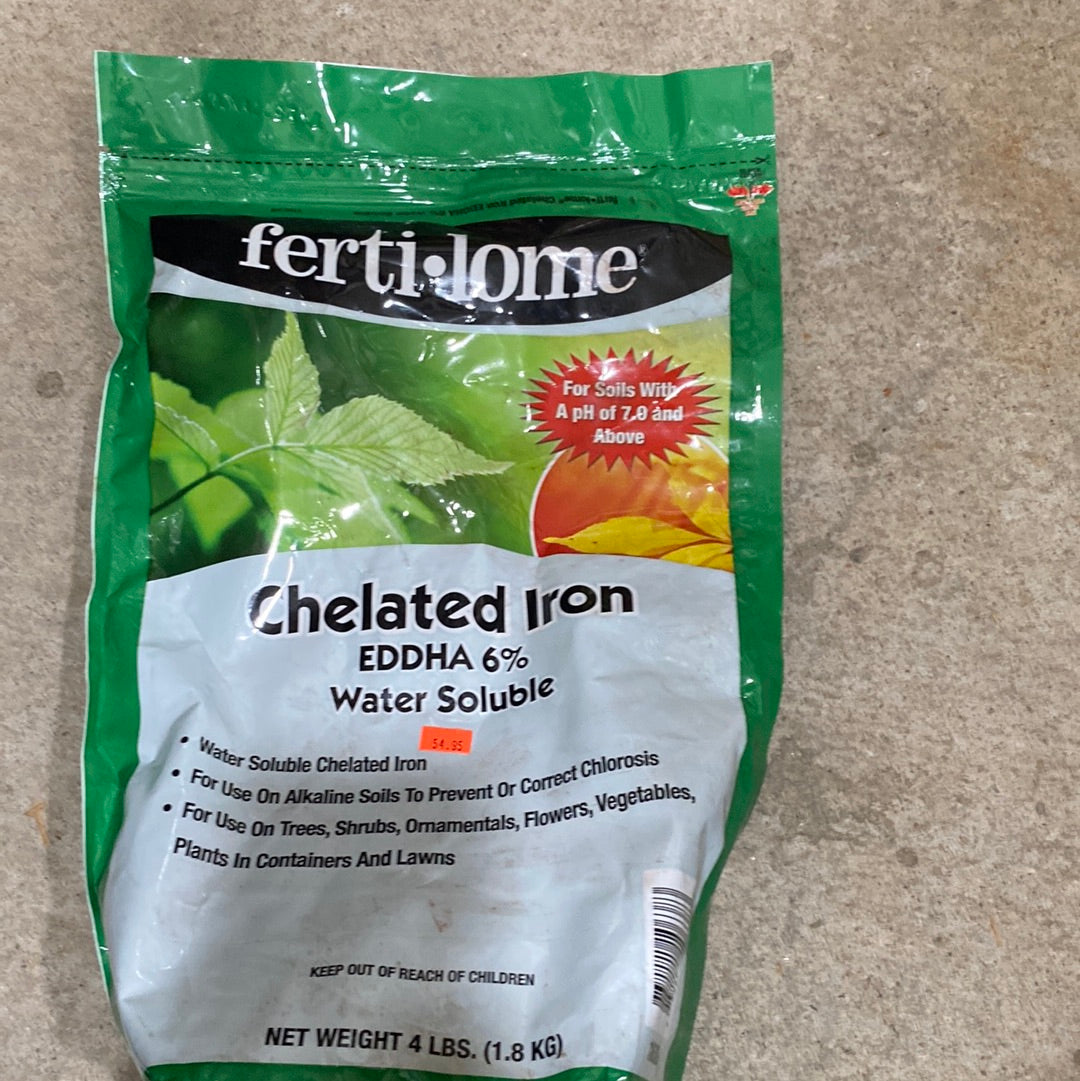 ferti•lome®
For Soils With
A pH of 7.0 and
Above
Chelated Iron
EDDHA 6%
Water Soluble
54.95
• Water Soluble Chelated Iron
• For Use On Alkaline Soils To Prevent Or Correct Chlorosis
• For Use On Trees, Shrubs, Ornamentals, Flowers, Vegetables,
Plants In Containers And Lawns
KEEP OUT OF REACH OF CHILDREN
NET WEIGHT 4 LBS. (1.8 KG)